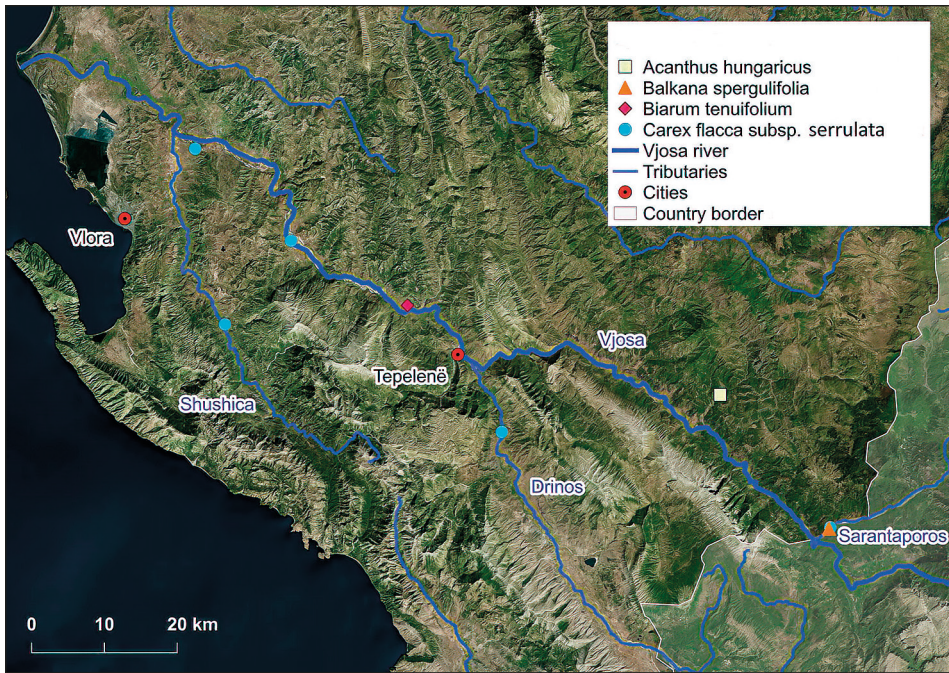 Acanthus hungaricus
Balkana spergulifolia
Biarum tenuifolium
Carex flacca subsp. serrulata
Vjosa river
Tributaries
Cities
Country border
Vlora
Vjosa
Tepelenë
Shushica
Drinos
Sarantaporos
0 10 20 km